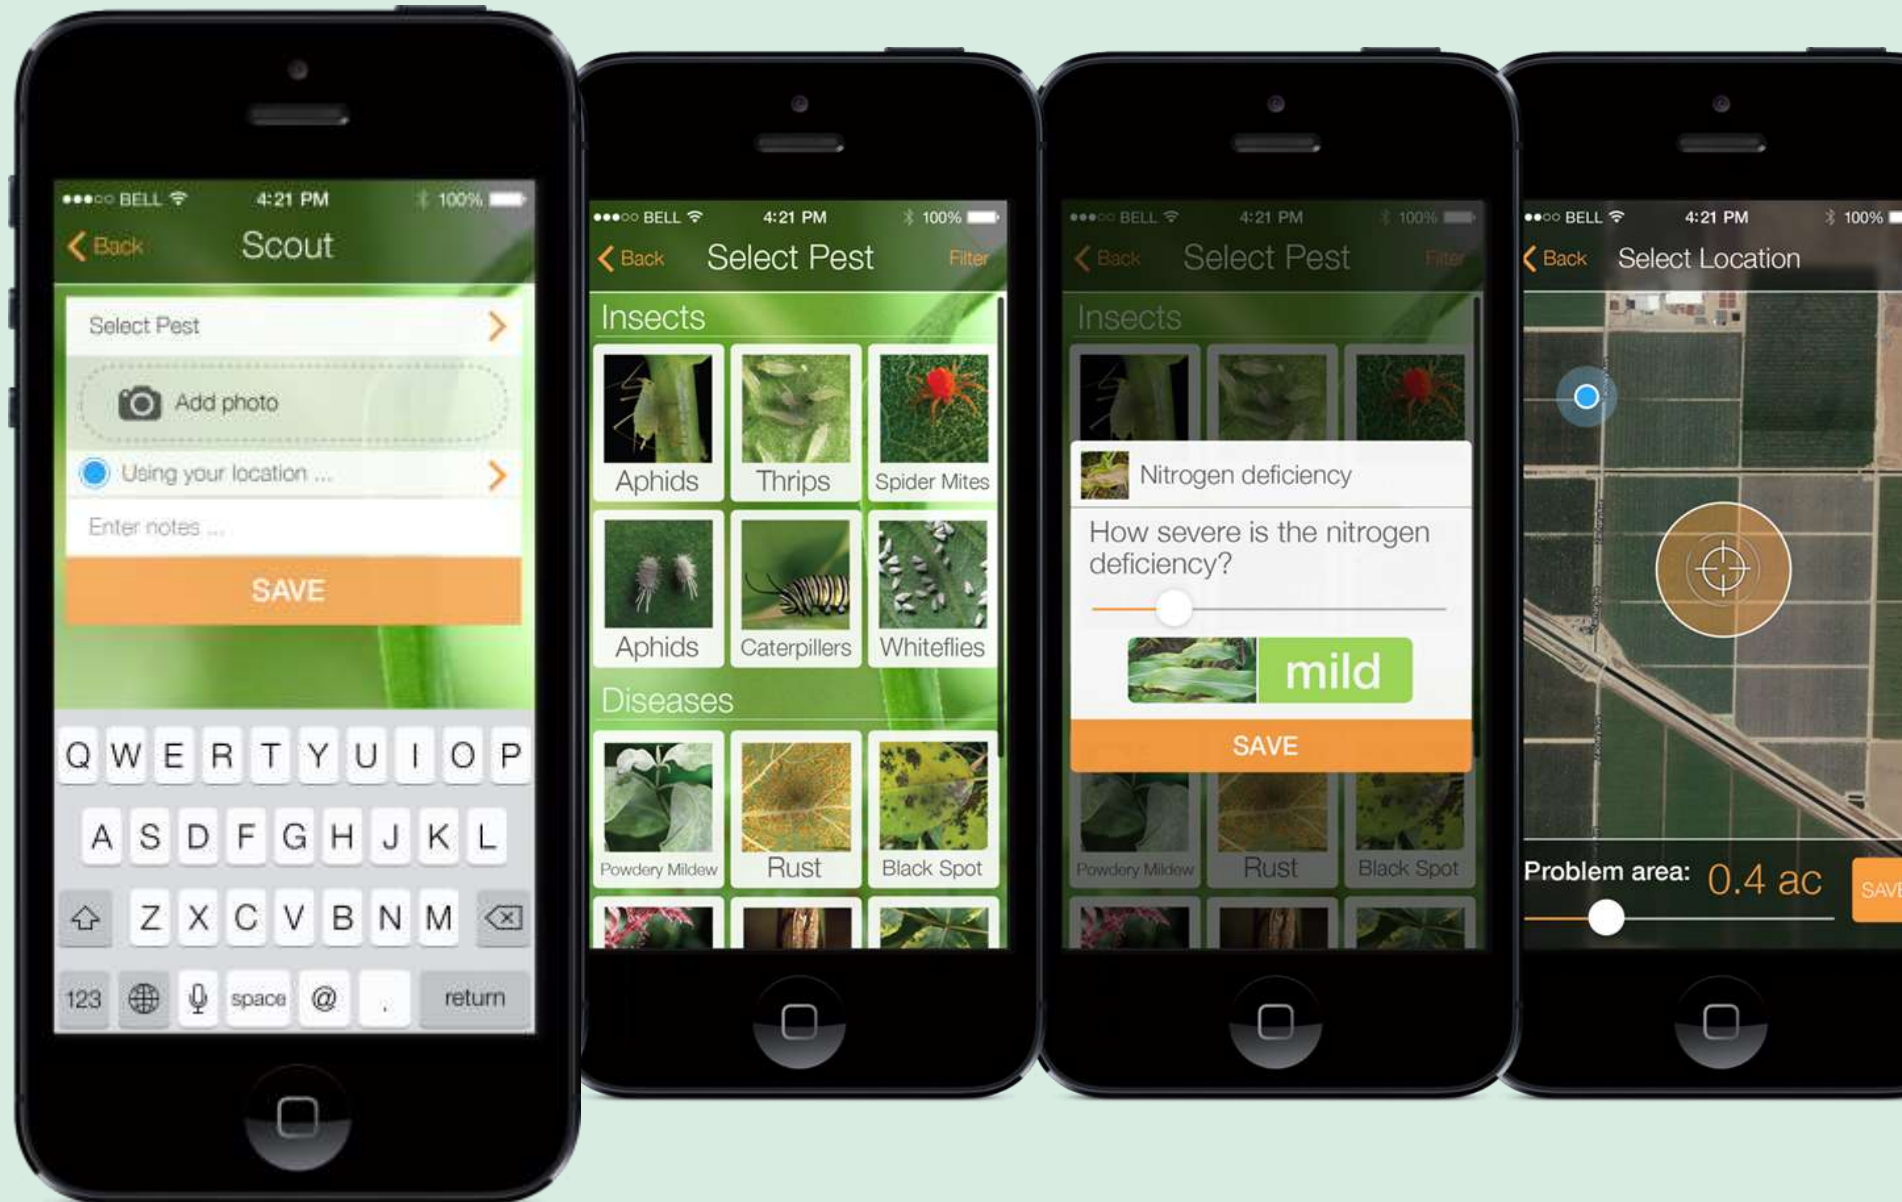 BELL 4:21 PM 100%
Back Scout
Select Pest
Add photo
Using your location ...
Enter notes ...
SAVE
Q W E R T Y U I O P
A S D F G H J K L
Z X C V B N M
123 space @ . return
BELL 4:21 PM 100%
Back Select Pest Filter
Insects
Aphids Thrips Spider Mites
Aphids Caterpillers Whiteflies
Diseases
Powdery Mildew Rust Black Spot
BELL 4:21 PM 100%
Back Select Pest Filter
Insects
Nitrogen deficiency
How severe is the nitrogen
deficiency?
mild
SAVE
Powdery Mildew Rust Black Spot
BELL 4:21 PM 100%
Back Select Location
Problem area: 0.4 ac SAVE